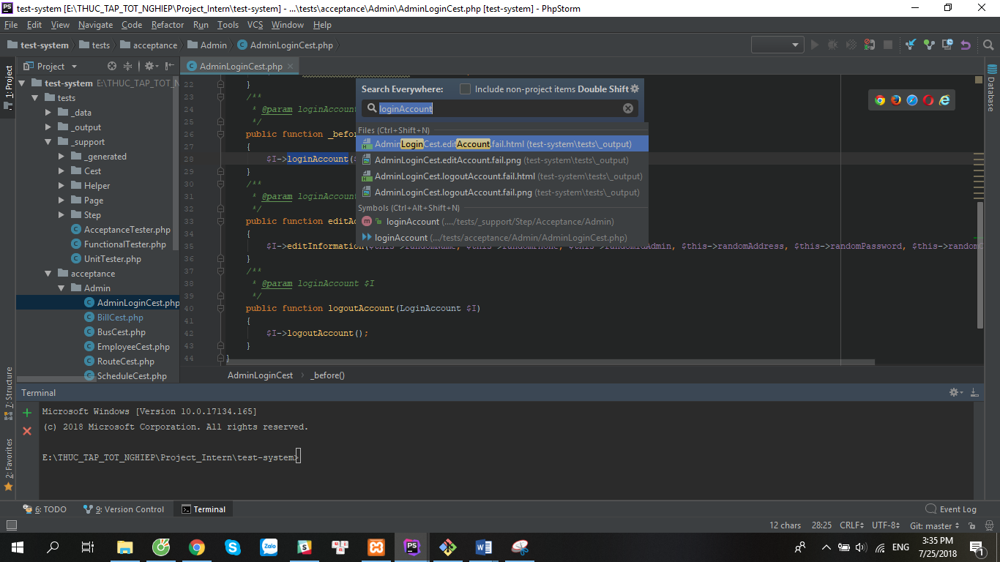 test-system [E:\THUC_TAP_TOT_NGHIEP\Project_Intern\test-system] - ...\tests\acceptance\Admin\AdminLoginCest.php [test-system] - PhpStorm
File Edit View Navigate Code Refactor Run Tools VCS Window Help
test-system tests acceptance Admin AdminLoginCest.php
1: Project
Project
test-system E:\THUC_TAP_TOT_N
tests
_data
_output
_support
_generated
Cest
Helper
Page
Step
AcceptanceTester.php
FunctionalTester.php
UnitTester.php
acceptance
Admin
AdminLoginCest.php
BillCest.php
BusCest.php
EmployeeCest.php
RouteCest.php
ScheduleCest.php
AdminLoginCest.php
22 }
23 /**
24 * @param loginAccount
25 */
26 public function _befor
27 {
28 $I->loginAccount($
29 }
30 /**
31 * @param loginAccount
32 */
33 public function editAc
34 {
35 $I->editInformation($this->randomName, $this->randomPhone, $this->randomIdAdmin, $this->randomAddress, $this->randomPassword, $this->randomC
36 }
37 /**
38 * @param loginAccount $I
39 */
40 public function logoutAccount(LoginAccount $I)
41 {
42 $I->logoutAccount();
43 }
44 }
Search Everywhere: Include non-project items Double Shift
loginAccount
Files (Ctrl+Shift+N)
AdminLoginCest.editAccount.fail.html (test-system\tests\_output)
AdminLoginCest.editAccount.fail.png (test-system\tests\_output)
AdminLoginCest.logoutAccount.fail.html (test-system\tests\_output)
AdminLoginCest.logoutAccount.fail.png (test-system\tests\_output)
Symbols (Ctrl+Alt+Shift+N)
loginAccount (..../tests/_support/Step/Acceptance/Admin)
loginAccount (.../tests/acceptance/Admin/AdminLoginCest.php)
Database
AdminLoginCest _before()
7: Structure
2: Favorites
Terminal
Microsoft Windows [Version 10.0.17134.165]
(c) 2018 Microsoft Corporation. All rights reserved.
E:\THUC_TAP_TOT_NGHIEP\Project_Intern\test-system>
6: TODO 9: Version Control Terminal Event Log
12 chars 28:25 CRLF UTF-8 Git: master
Zalo
PS
ENG
3:35 PM
7/25/2018
1